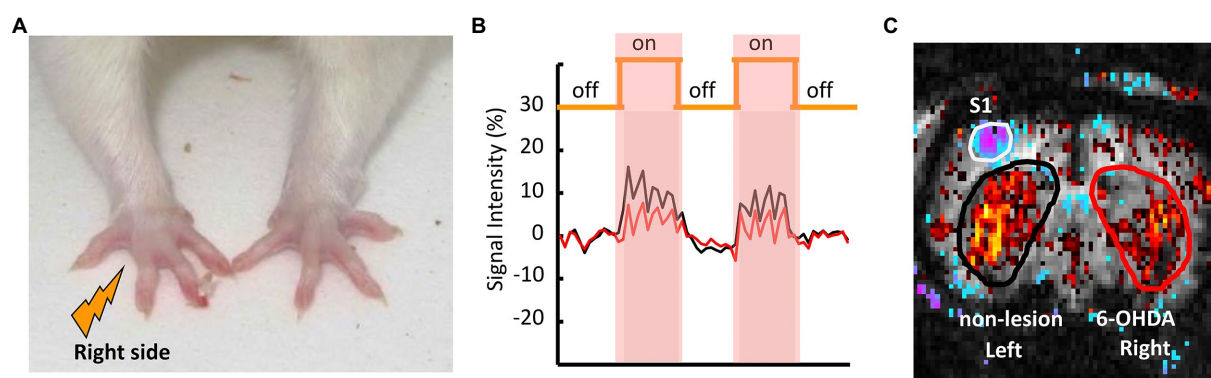 A
Right side
B
on
on
off
off
off
Signal Intensity (%)
30
20
10
0
-10
-20
C
S1
non-lesion
Left
6-OHDA
Right